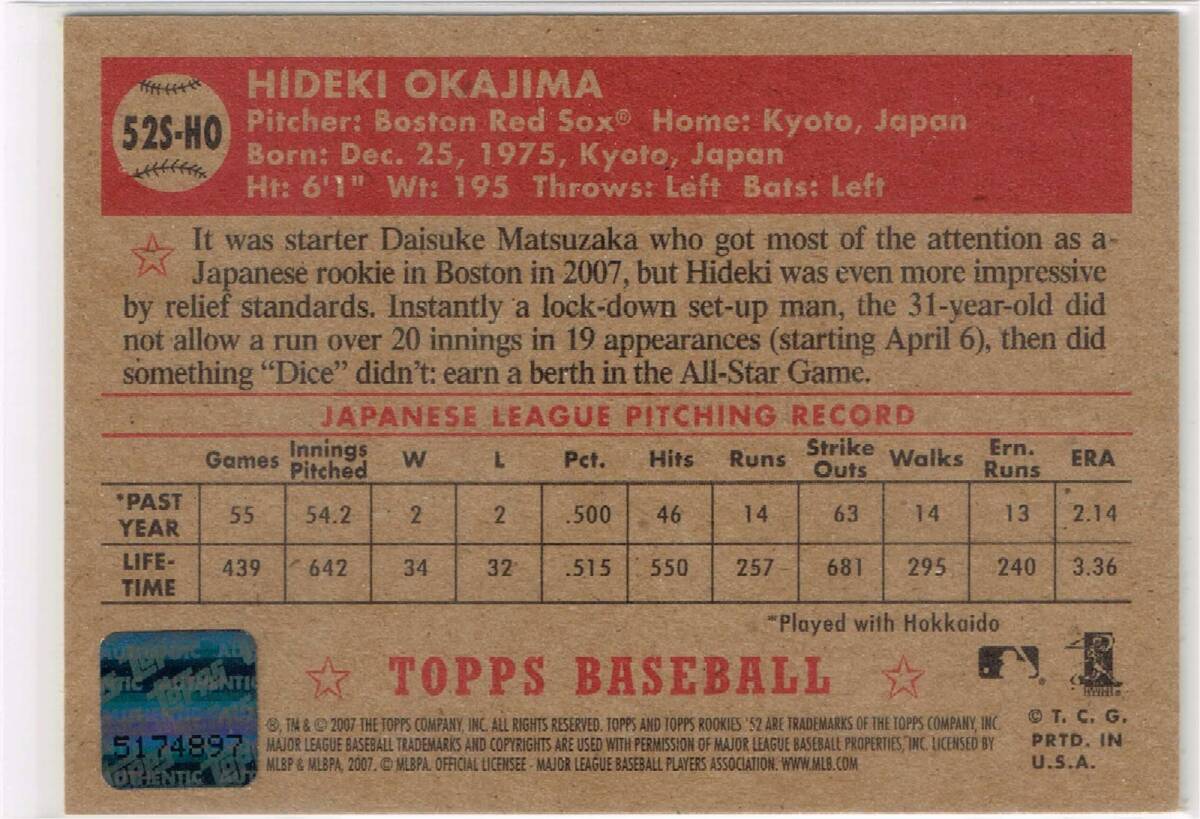 52S-HO
HIDEKI OKAJIMA
Pitcher: Boston Red Sox® Home: Kyoto, Japan
Born: Dec. 25, 1975, Kyoto, Japan
Ht: 6'1" Wt: 195 Throws: Left Bats: Left
It was starter Daisuke Matsuzaka who got most of the attention as a
Japanese rookie in Boston in 2007, but Hideki was even more impressive
by relief standards. Instantly a lock-down set-up man, the 31-year-old did
not allow a run over 20 innings in 19 appearances (starting April 6), then did
something “Dice” didn't: earn a berth in the All-Star Game.
JAPANESE LEAGUE PITCHING RECORD
Games Innings Pitched W L Pct. Hits Runs Strike Outs Walks Ern. Runs ERA
*PAST YEAR 55 54.2 2 2 .500 46 14 63 14 13 2.14
LIFE-TIME 439 642 34 32 .515 550 257 681 295 240 3.36
*Played with Hokkaido
TOPPS BASEBALL
®, TM & © 2007 THE TOPPS COMPANY, INC. ALL RIGHTS RESERVED. TOPPS AND TOPPS ROOKIES '52 ARE TRADEMARKS OF THE TOPPS COMPANY, INC.
MAJOR LEAGUE BASEBALL TRADEMARKS AND COPYRIGHTS ARE USED WITH PERMISSION OF MAJOR LEAGUE BASEBALL PROPERTIES, INC. LICENSED BY
MLBP & MLBPA, 2007. © MLBPA. OFFICIAL LICENSEE - MAJOR LEAGUE BASEBALL PLAYERS ASSOCIATION. WWW.MLB.COM
© T. C. G.
PRTD. IN
U.S.A.
AUTHENTIC
5174897
Topps
AUTHENTIC